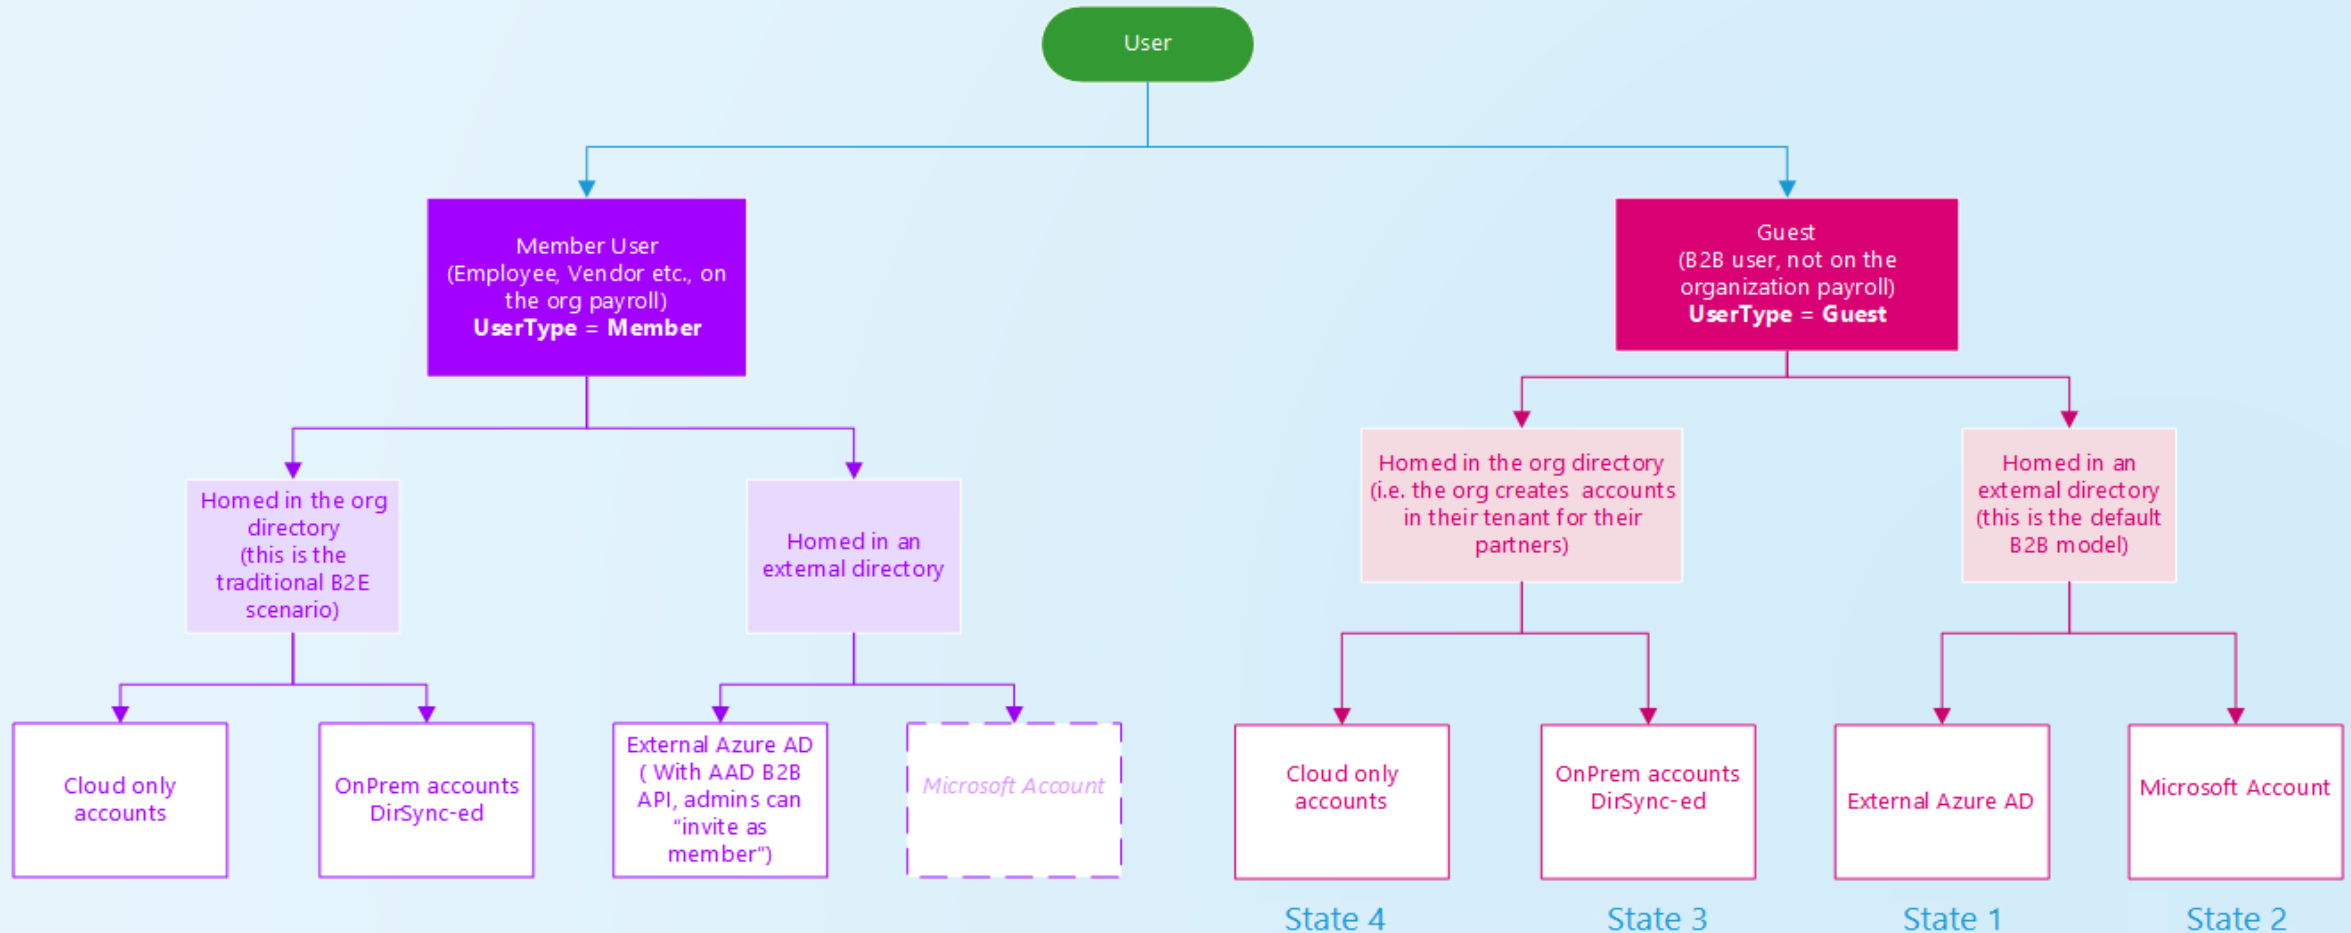 User
Member User
(Employee, Vendor etc., on
the org payroll)
UserType = Member
Guest
(B2B user, not on the
organization payroll)
UserType = Guest
Homed in the org
directory
(this is the
traditional B2E
scenario)
Homed in an
external directory
Homed in the org directory
(i.e. the org creates  accounts
in their tenant for their
partners)
Homed in an
external directory
(this is the default
B2B model)
Cloud only
accounts
OnPrem accounts
DirSync-ed
External Azure AD
( With AAD B2B
API, admins can
“invite as
member”)
Microsoft Account
Cloud only
accounts
OnPrem accounts
DirSync-ed
External Azure AD
Microsoft Account
State 4
State 3
State 1
State 2